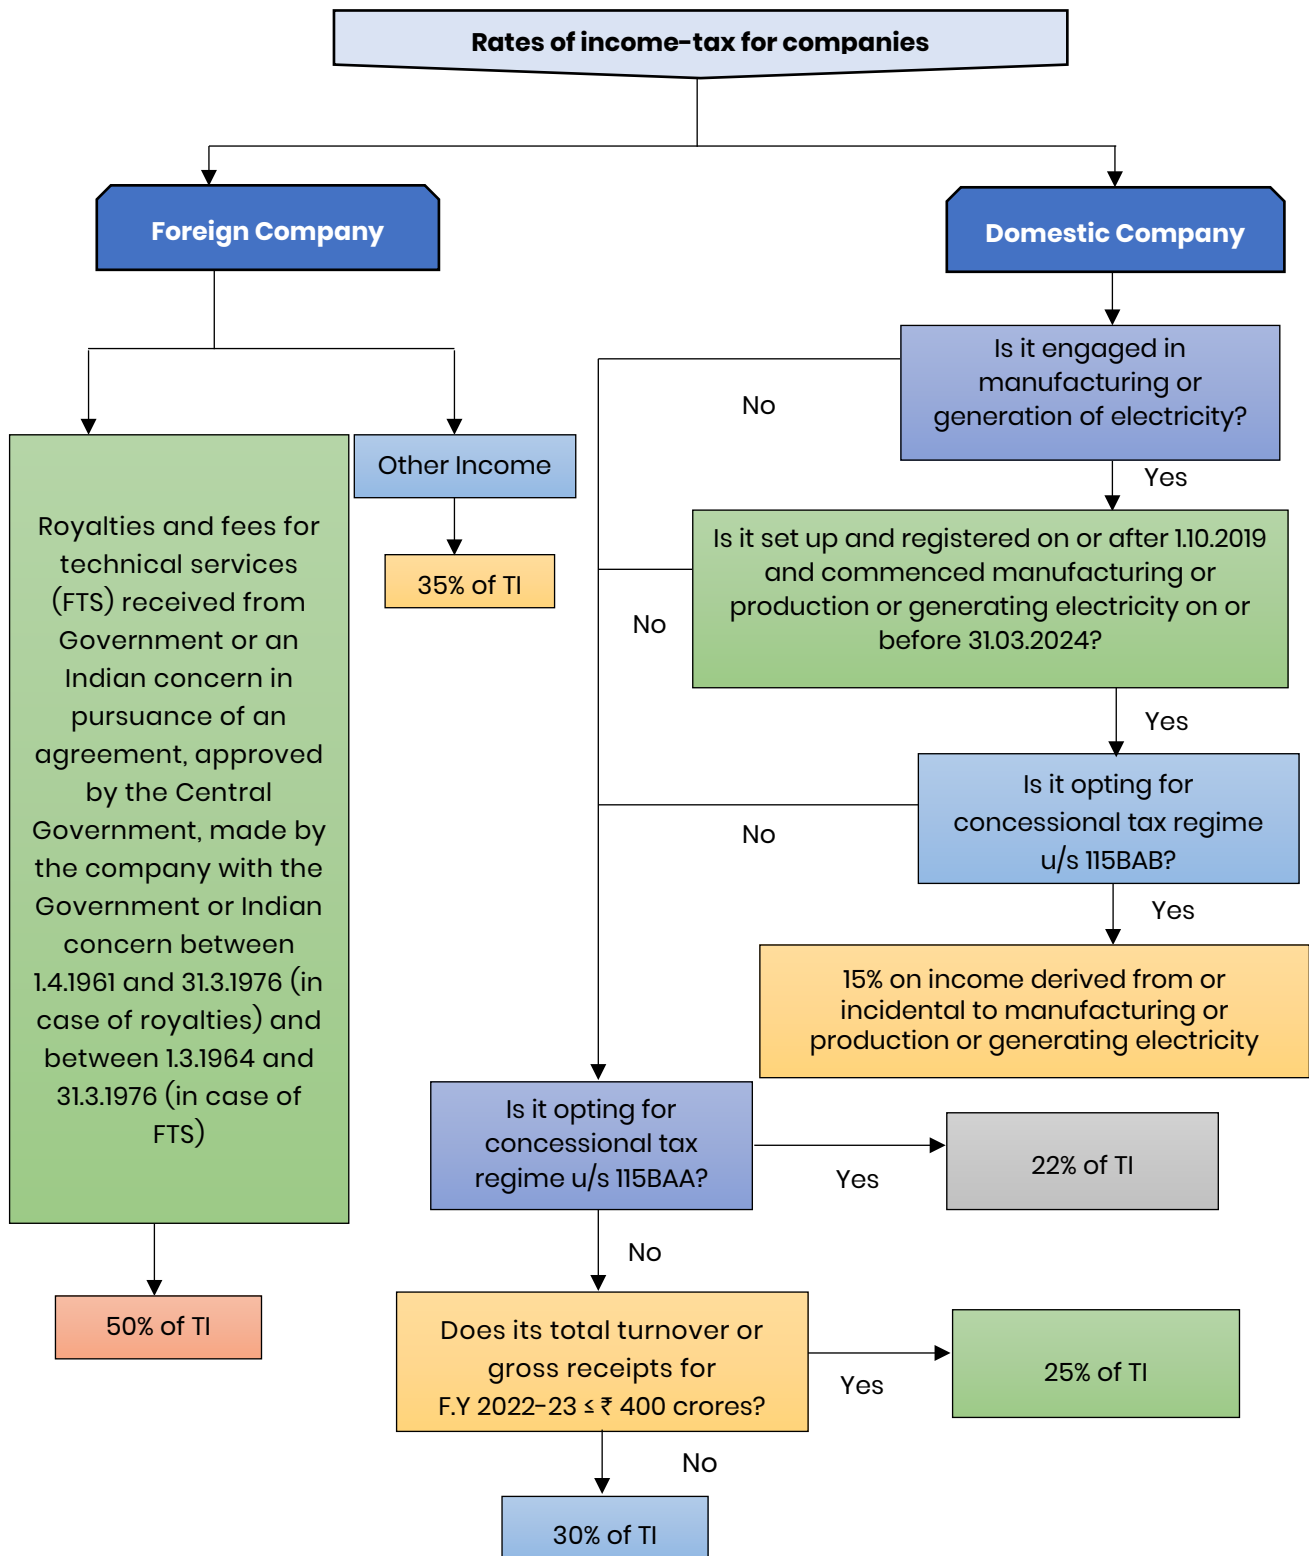 Rates of income-tax for companies
Foreign Company
Domestic Company
Is it engaged in
manufacturing or
generation of electricity?
No
Yes
Other Income
35% of TI
Royalties and fees for
technical services
(FTS) received from
Government or an
Indian concern in
pursuance of an
agreement, approved
by the Central
Government, made by
the company with the
Government or Indian
concern between
1.4.1961 and 31.3.1976 (in
case of royalties) and
between 1.3.1964 and
31.3.1976 (in case of
FTS)
50% of TI
Is it set up and registered on or after 1.10.2019
and commenced manufacturing or
production or generating electricity on or
before 31.03.2024?
No
Yes
Is it opting for
concessional tax regime
u/s 115BAB?
No
Yes
15% on income derived from or
incidental to manufacturing or
production or generating electricity
Is it opting for
concessional tax
regime u/s 115BAA?
Yes
22% of TI
No
Does its total turnover or
gross receipts for
F.Y 2022-23 ≤ ₹ 400 crores?
Yes
25% of TI
No
30% of TI